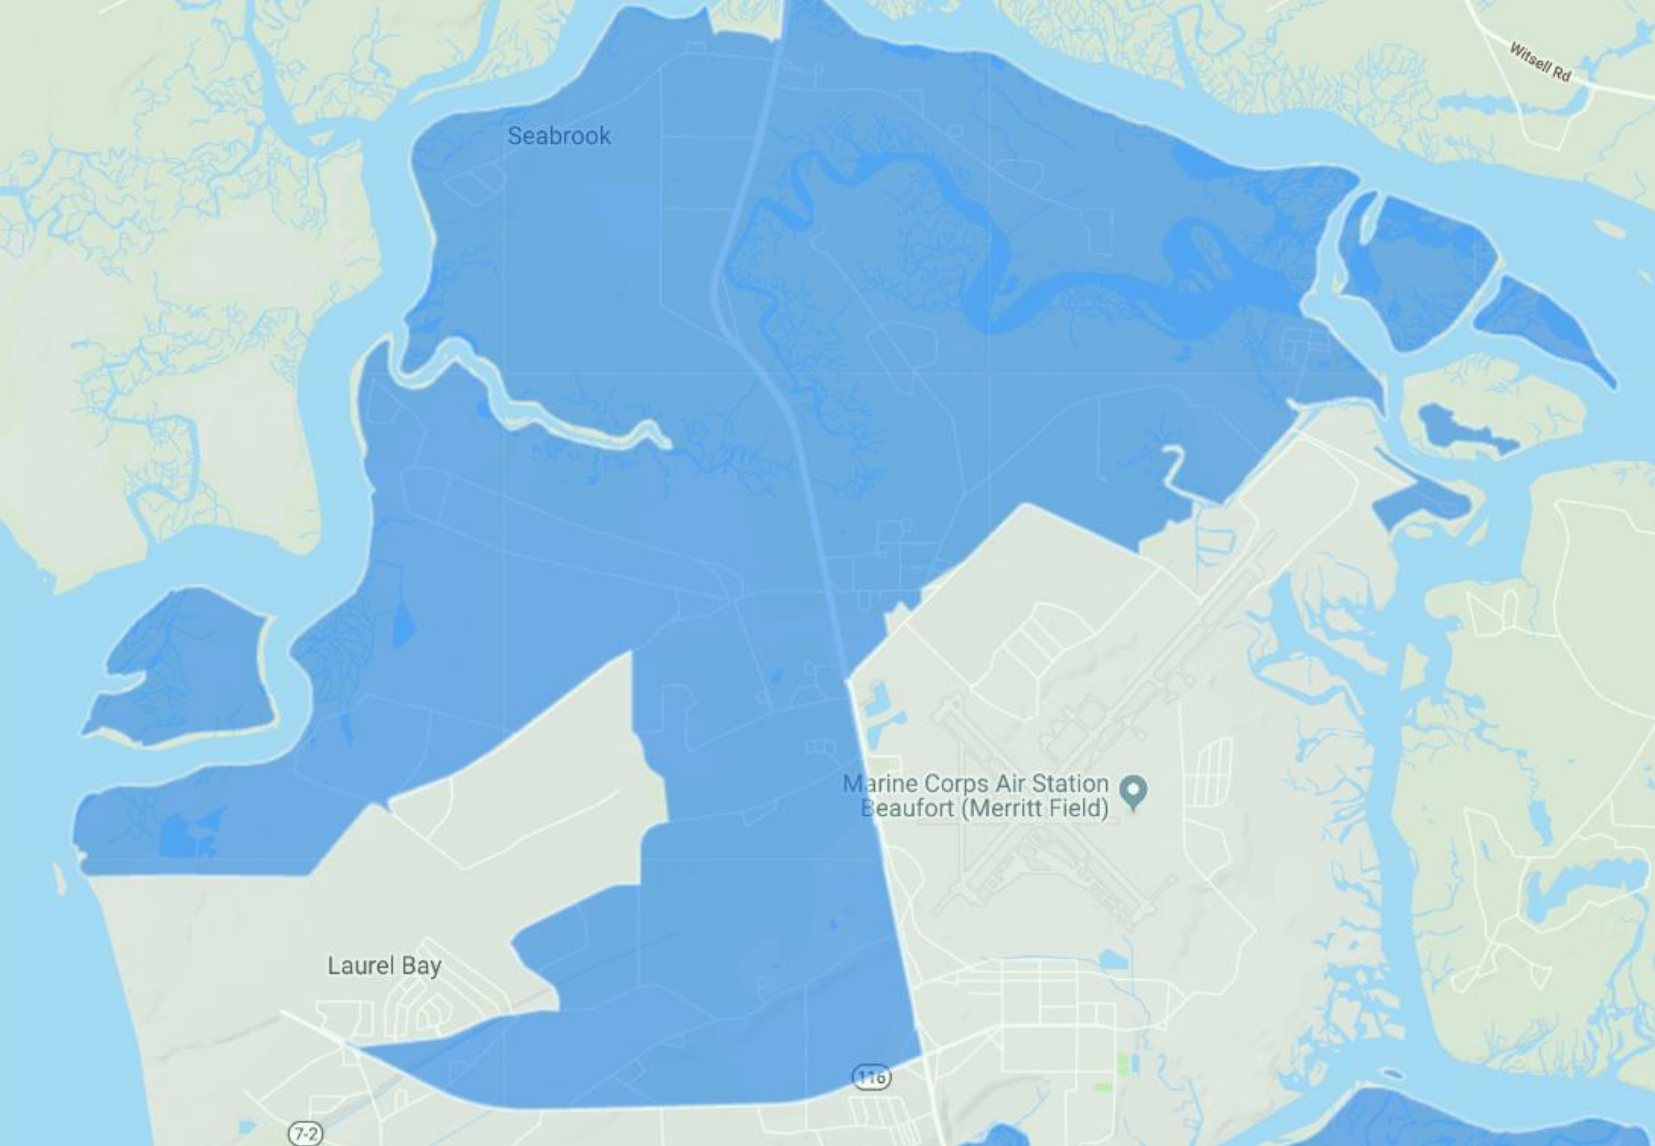 Witsell Rd
Seabrook
Marine Corps Air Station
Beaufort (Merritt Field)
Laurel Bay
116
7-2